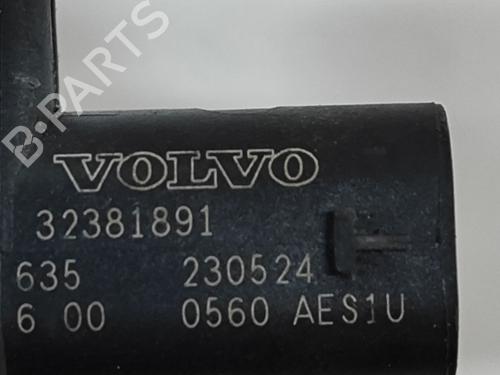 B·PARTS
VOLVO
32381891
635 230524
6 00 0560 AES1U